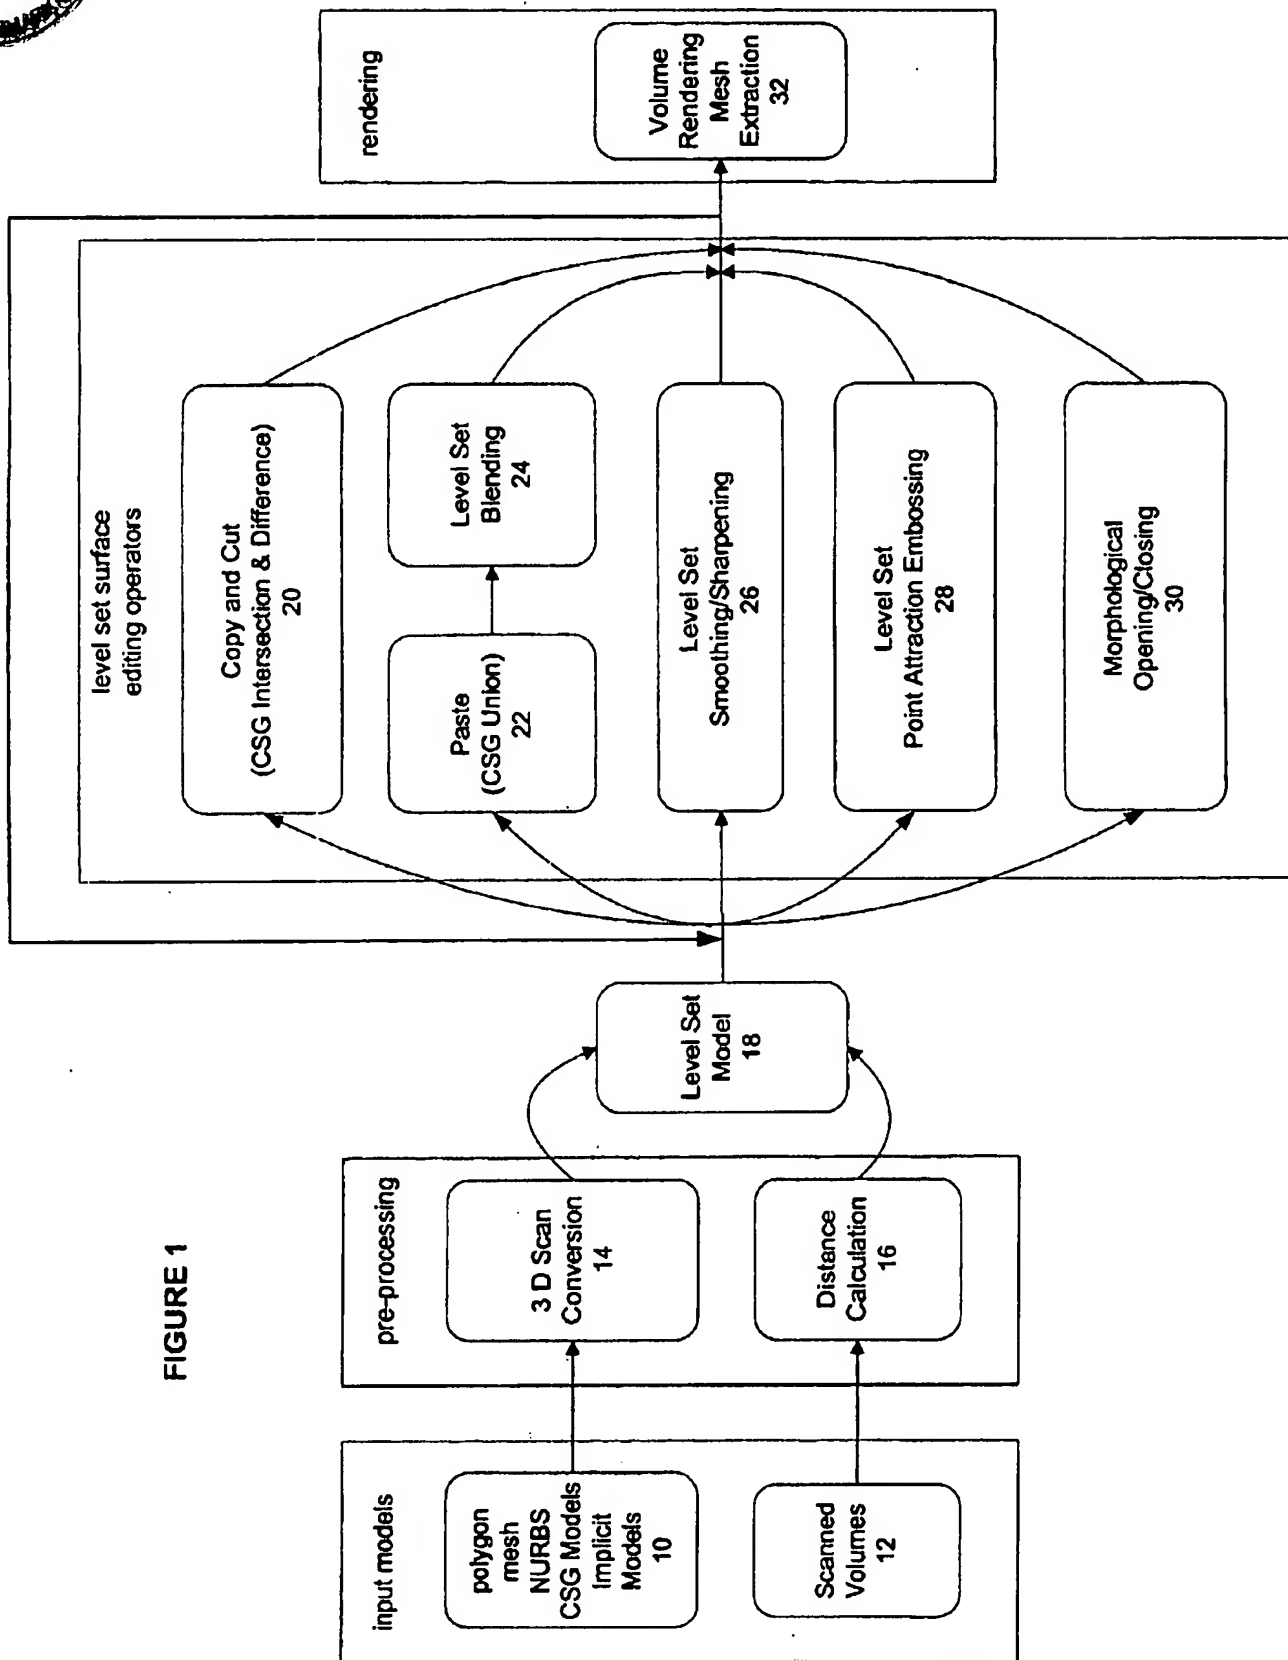 FIGURE 1
input models
polygon
mesh
NURBS
CSG Models
Implicit
Models
10
Scanned
Volumes
12
pre-processing
3 D Scan
Conversion
14
Distance
Calculation
16
Level Set
Model
18
level set surface
editing operators
Copy and Cut
(CSG Intersection & Difference)
20
Paste
(CSG Union)
22
Level Set
Blending
24
Level Set
Smoothing/Sharpening
26
Level Set
Point Attraction Embossing
28
Morphological
Opening/Closing
30
rendering
Volume
Rendering
Mesh
Extraction
32